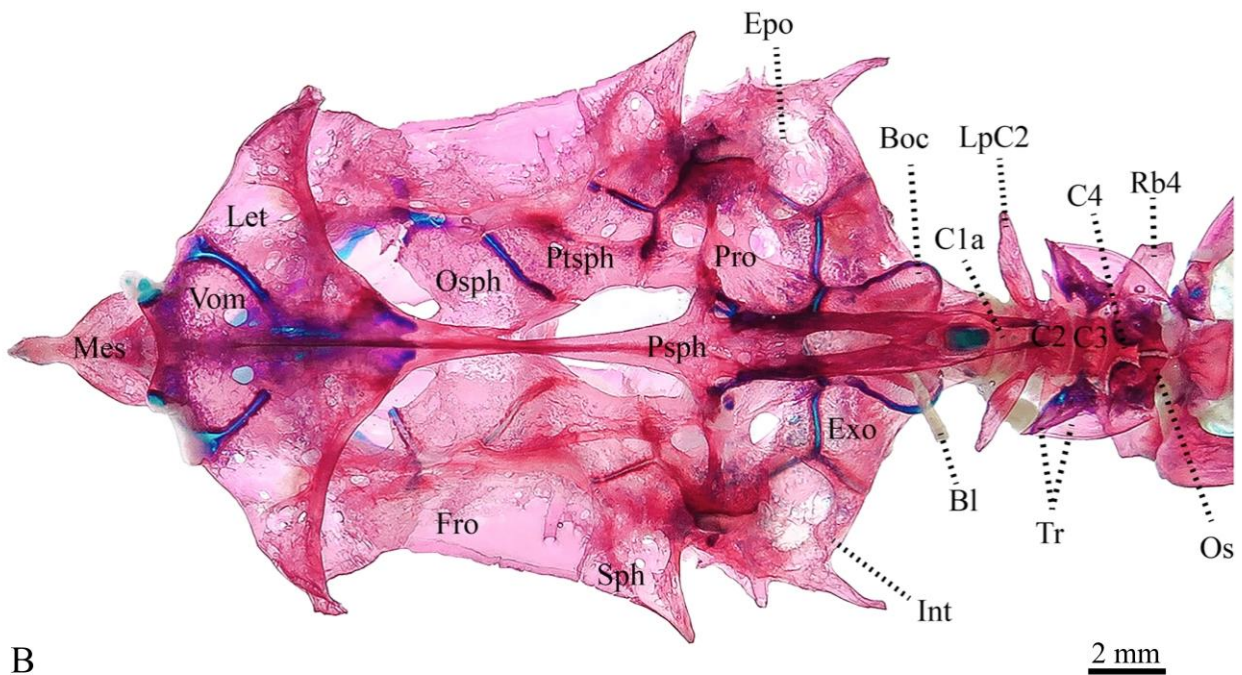 Epo
Boc
LpC2
C4
Rb4
C1a
Let
Osph
Ptsph
Pro
Vom
Mes
Psph
C2
C3
Exo
Bl
Tr
Os
Fro
Sph
Int
B
2 mm